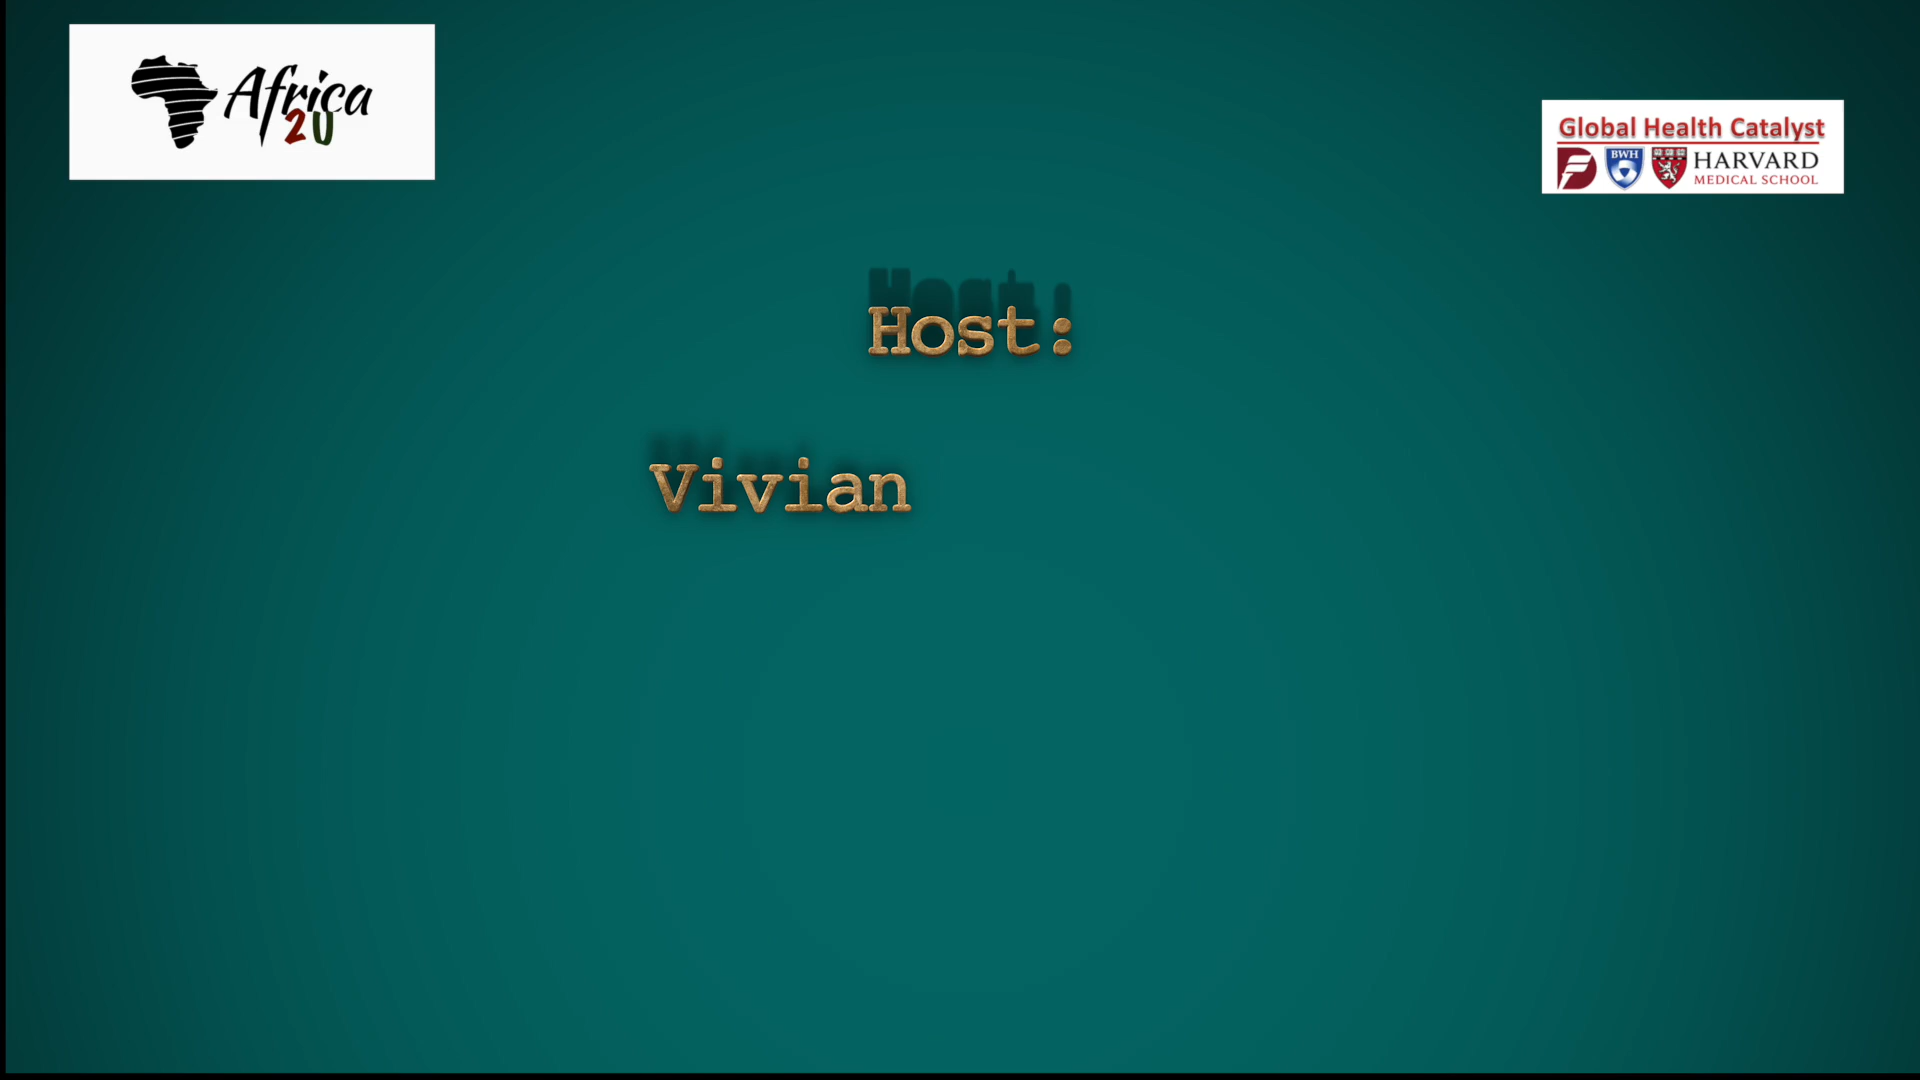 Africa
2U
Global Health Catalyst
BWH
HARVARD
MEDICAL SCHOOL
Host:
Vivian